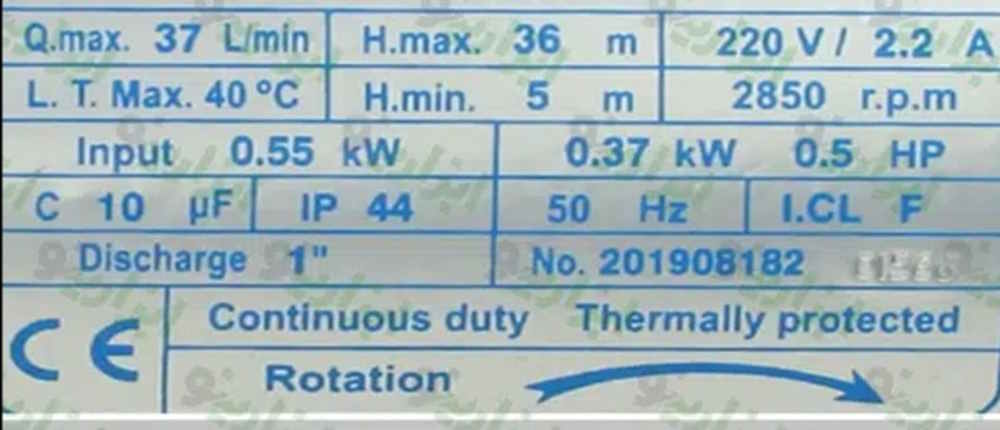 Q.max. 37 L/min H.max. 36 m 220 V / 2.2 A
L. T. Max. 40 °C H.min. 5 m 2850 r.p.m
Input 0.55 kW 0.37 kW 0.5 HP
C 10 µF IP 44 50 Hz I.CL F
Discharge 1" No. 201908182
CE Continuous duty Thermally protected
Rotation